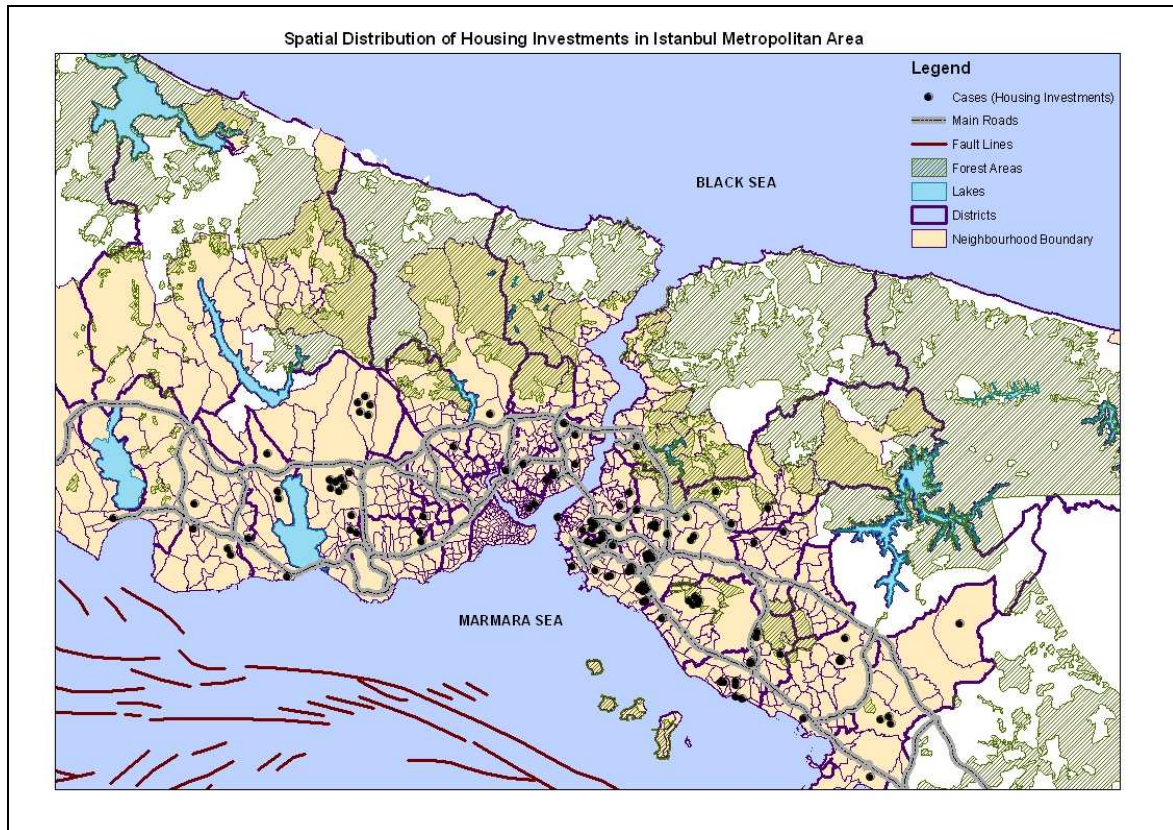 Spatial Distribution of Housing Investments in Istanbul Metropolitan Area
Legend
Cases (Housing Investments)
Main Roads
Fault Lines
Forest Areas
Lakes
Districts
Neighbourhood Boundary
BLACK SEA
MARMARA SEA